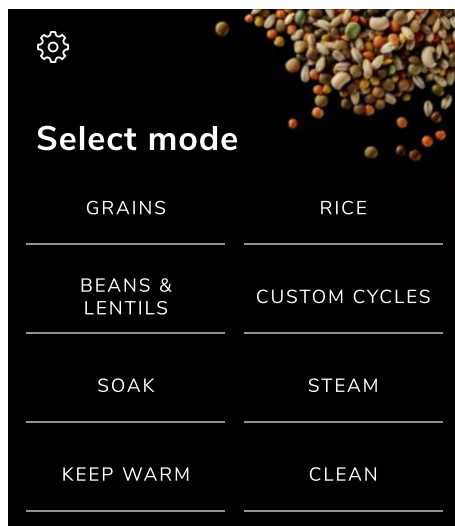 Select mode
GRAINS
RICE
BEANS &
LENTILS
CUSTOM CYCLES
SOAK
STEAM
KEEP WARM
CLEAN